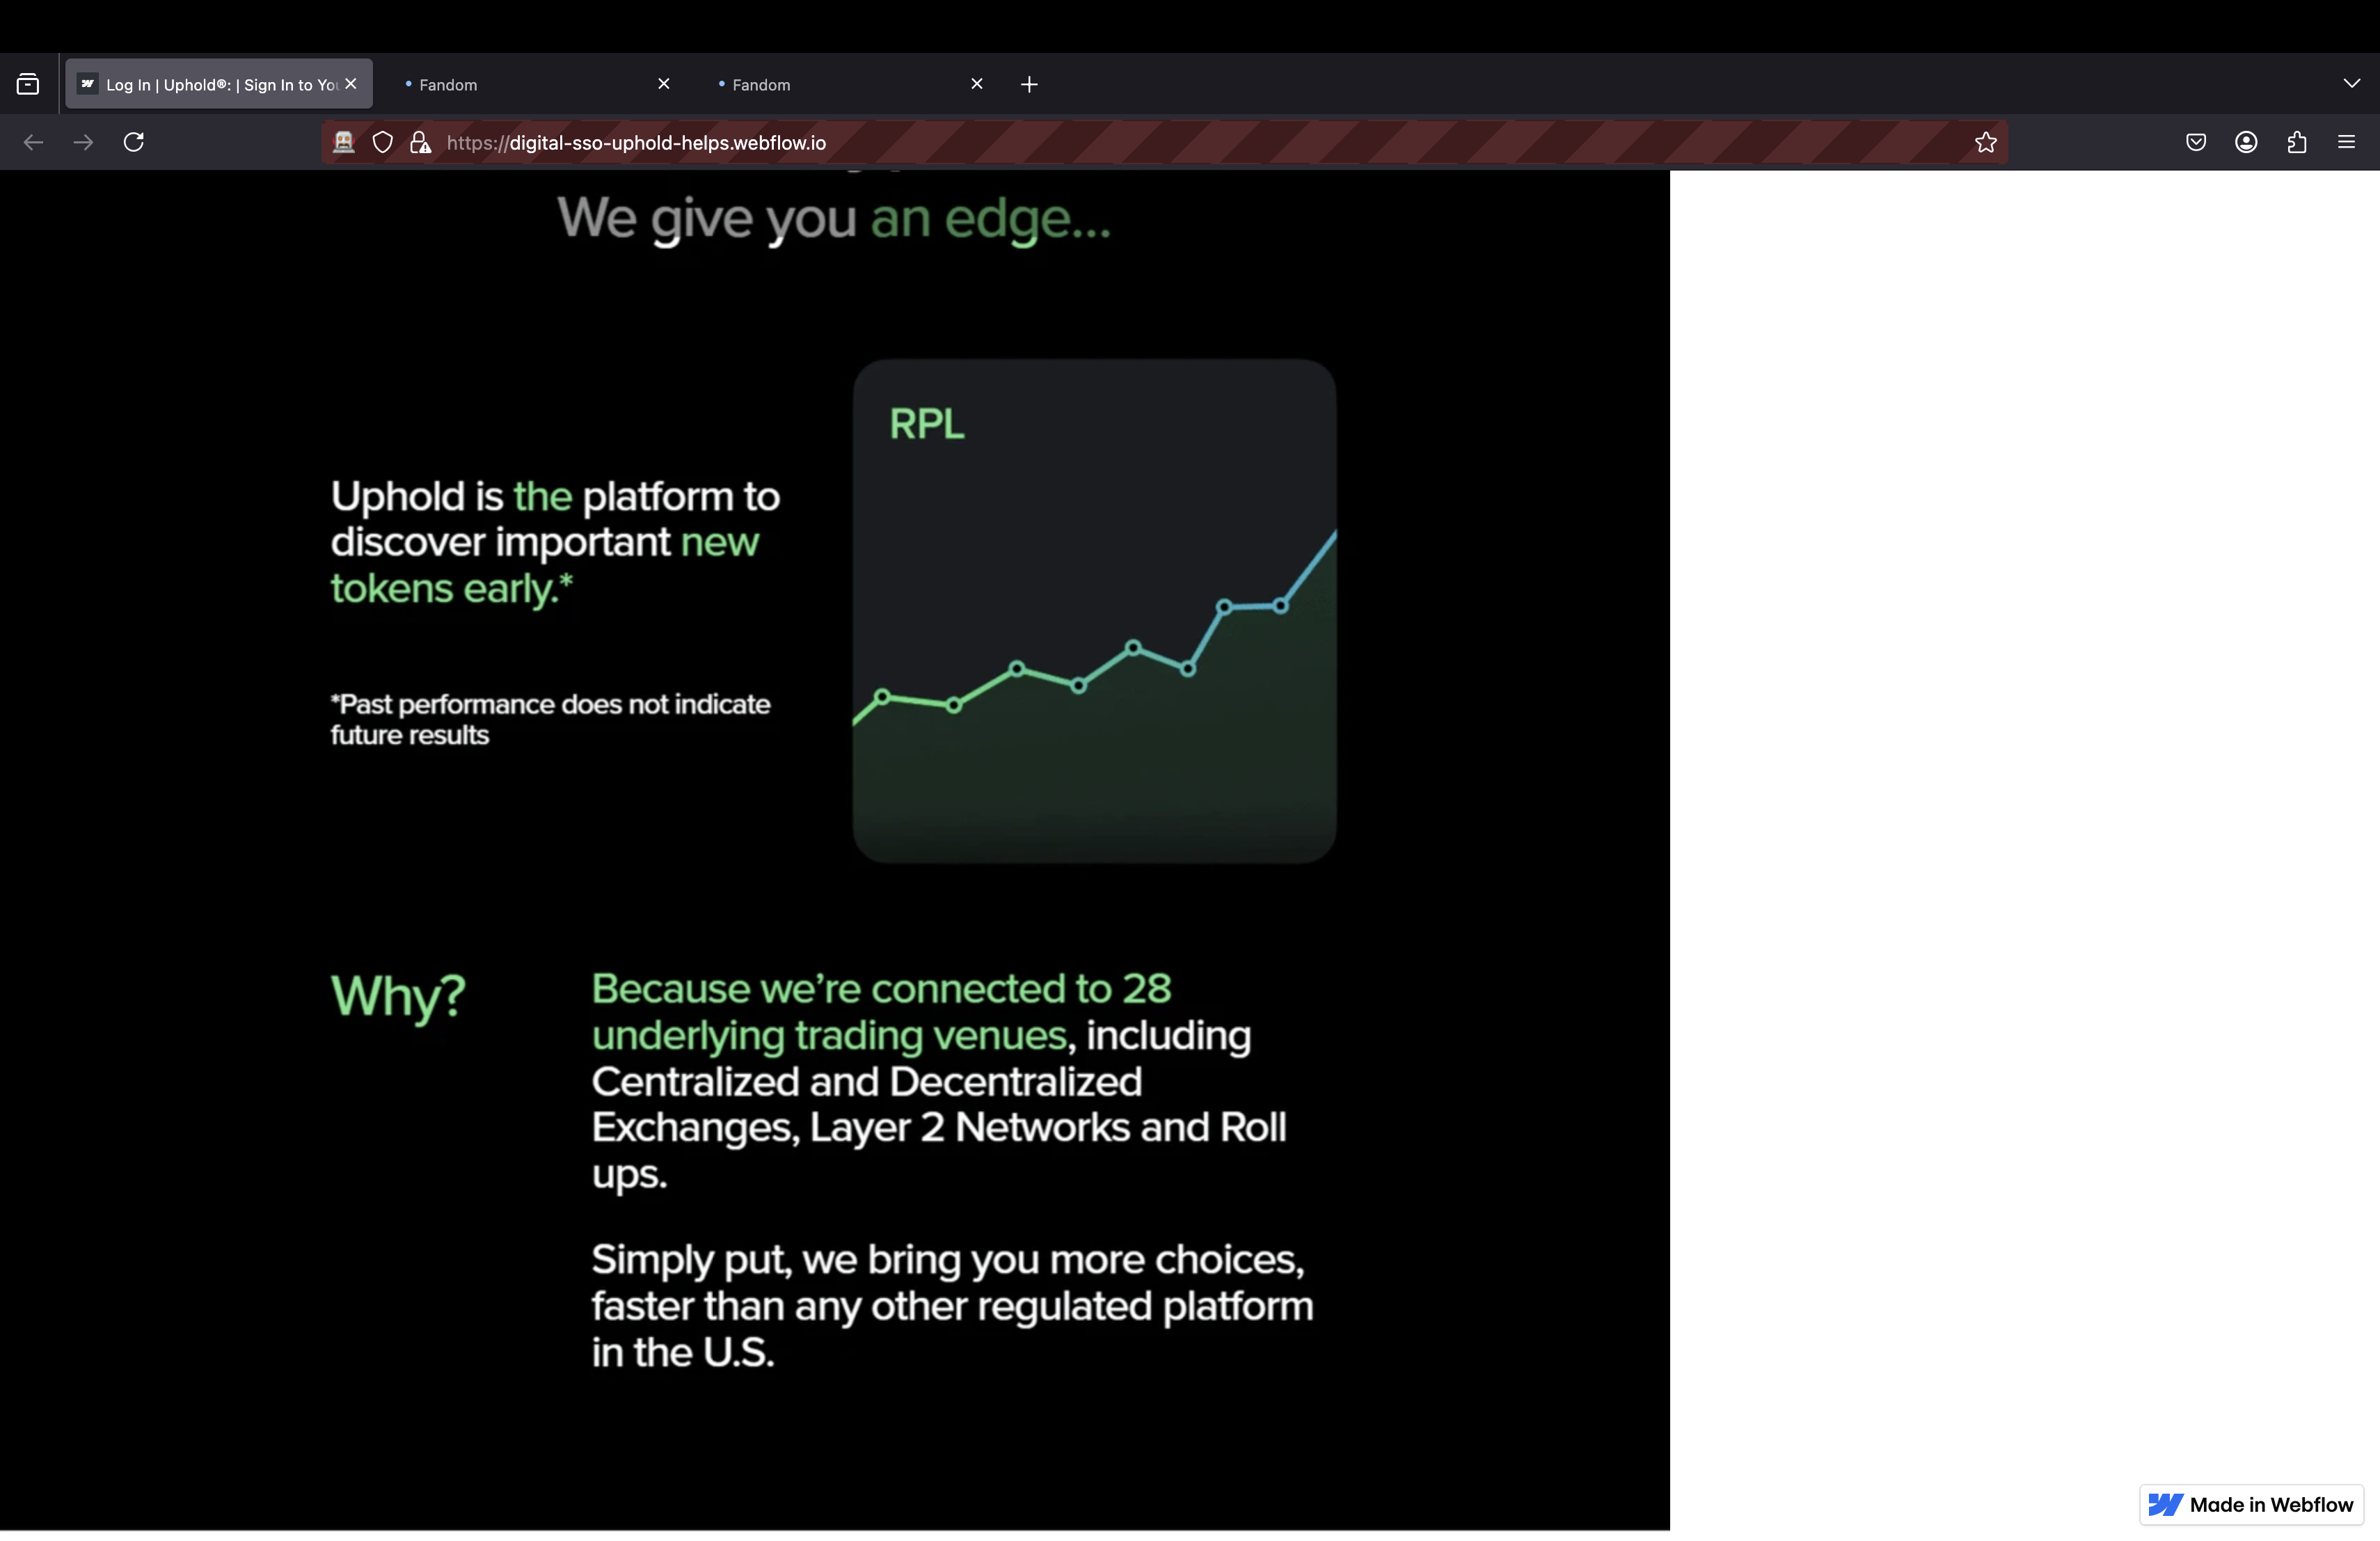 Log In | Uphold®: | Sign In to You
Fandom
Fandom
https://digital-sso-uphold-helps.webflow.io
We give you an edge...
RPL
Uphold is the platform to
discover important new
tokens early.*
*Past performance does not indicate
future results
Why?
Because we’re connected to 28
underlying trading venues, including
Centralized and Decentralized
Exchanges, Layer 2 Networks and Roll
ups.
Simply put, we bring you more choices,
faster than any other regulated platform
in the U.S.
Made in Webflow